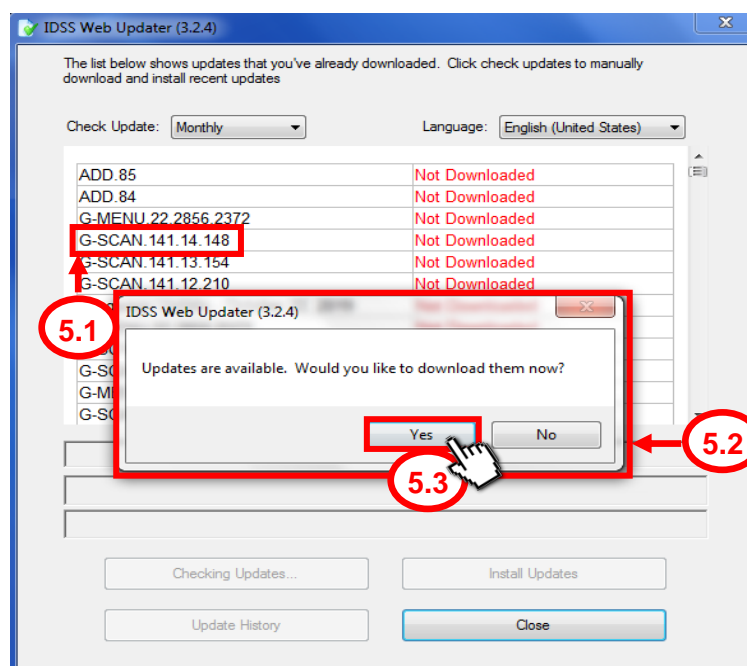 IDSS Web Updater (3.2.4)
The list below shows updates that you've already downloaded. Click check updates to manually
download and install recent updates
Check Update: Monthly Language: English (United States)
ADD.85 Not Downloaded
ADD.84 Not Downloaded
G-MENU.22.2856.2372 Not Downloaded
G-SCAN.141.14.148 Not Downloaded
G-SCAN.141.13.154 Not Downloaded
G-SCAN.141.12.210 Not Downloaded
5.1
IDSS Web Updater (3.2.4)
Updates are available. Would you like to download them now?
Yes No
5.2
5.3
Checking Updates... Install Updates
Update History Close